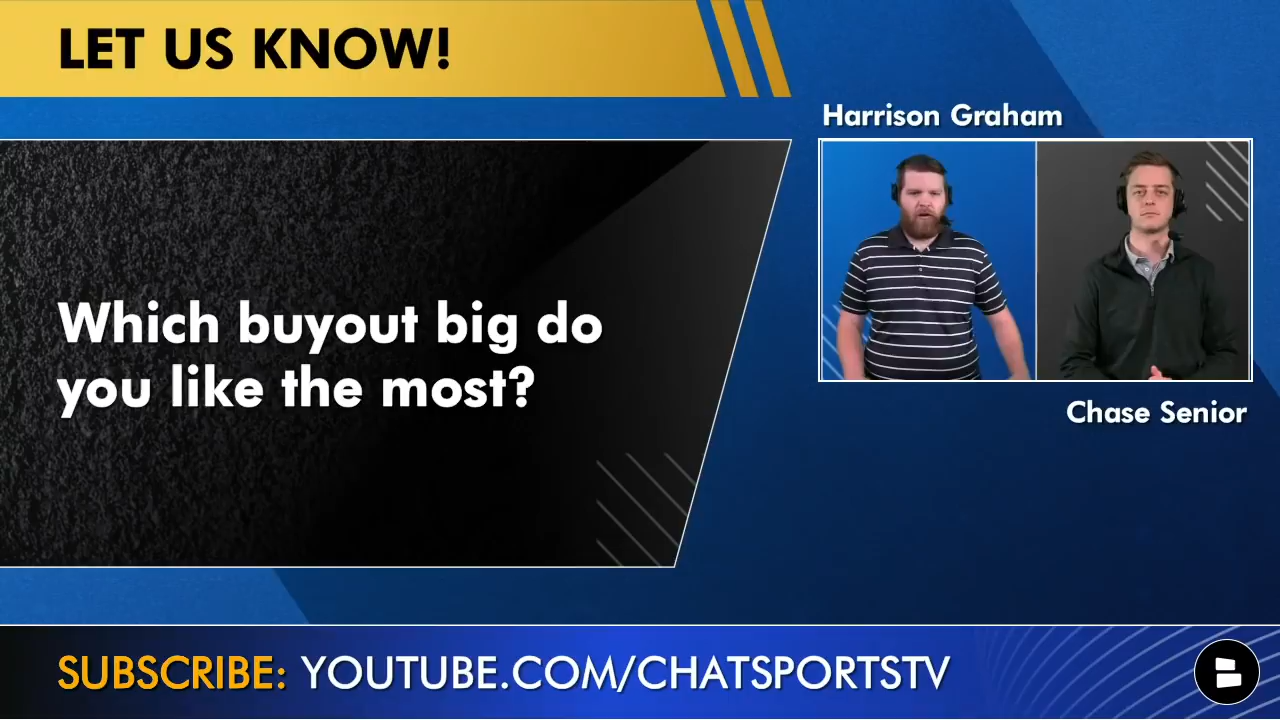 LET US KNOW!
Harrison Graham
Which buyout big do
you like the most?
Chase Senior
SUBSCRIBE: YOUTUBE.COM/CHATSPORTSTV